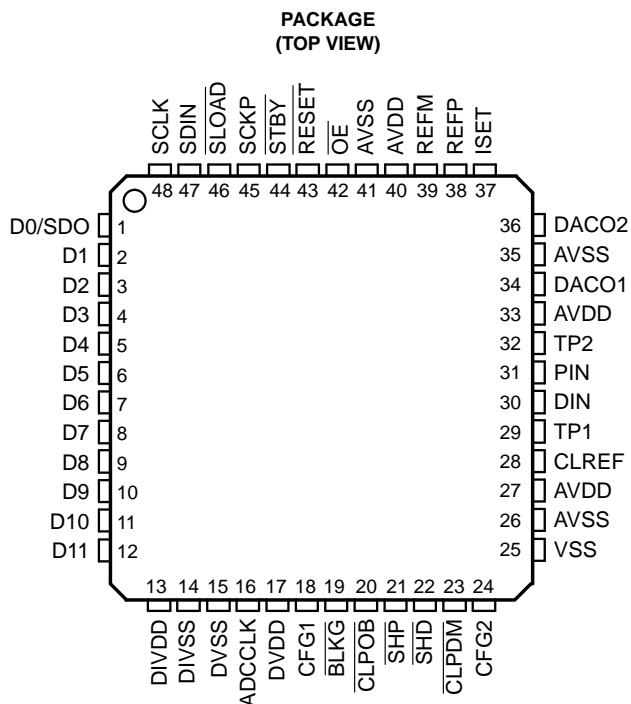 PACKAGE
(TOP VIEW)
SCLK
SDIN
SLOAD
SCKP
STBY
RESET
OE
AVSS
AVDD
REFM
REFP
ISET
48 47 46 45 44 43 42 41 40 39 38 37
D0/SDO 1
D1 2
D2 3
D3 4
D4 5
D5 6
D6 7
D7 8
D8 9
D9 10
D10 11
D11 12
36 DACO2
35 AVSS
34 DACO1
33 AVDD
32 TP2
31 PIN
30 DIN
29 TP1
28 CLREF
27 AVDD
26 AVSS
25 VSS
13 14 15 16 17 18 19 20 21 22 23 24
DIVDD
DIVSS
DVSS
ADCCLK
DVDD
CFG1
BLKG
CLPOB
SHP
SHD
CLPDM
CFG2